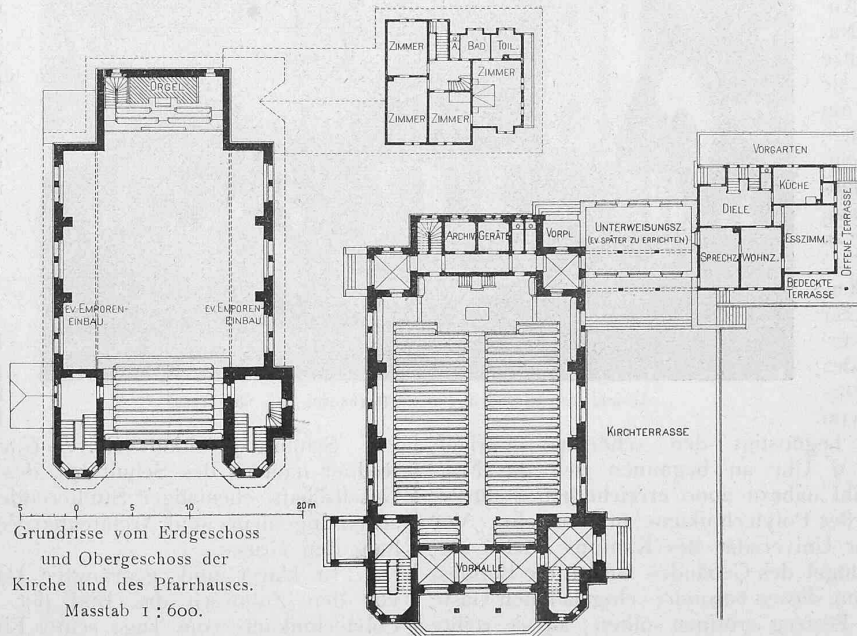 ORGEL
EV. EMPOREN-
EINBAU
EV. EMPOREN-
EINBAU
ZIMMER
A.
BAD
TOIL.
ZIMMER
ZIMMER
ZIMMER
VORGARTEN
KÜCHE
DIELE
ESSZIMM.
OFFENE TERRASSE
SPRECHZ.
WOHNZ.
BEDECKTE
TERRASSE
ARCHIV
GERÄTE
VORPL.
UNTERWEISUNGSZ.
(EV. SPÄTER ZU ERRICHTEN)
KIRCHTERRASSE
VORHALLE
5 0 5 10 20 m
Grundrisse vom Erdgeschoss
und Obergeschoss der
Kirche und des Pfarrhauses.
Masstab 1 : 600.